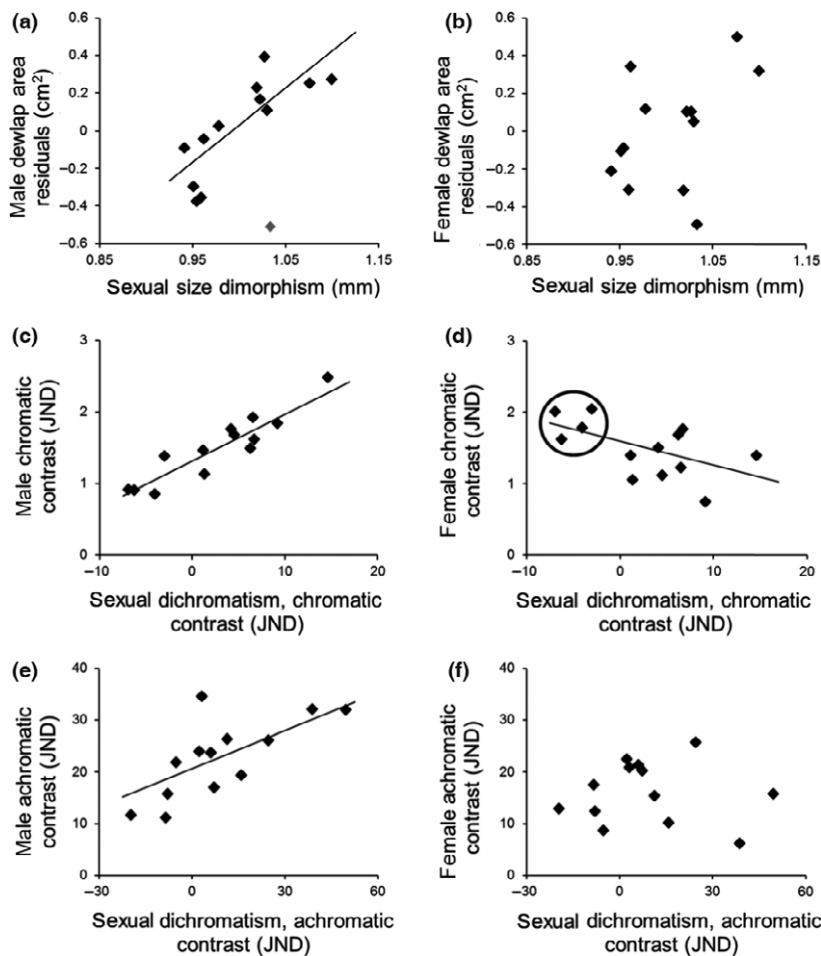 (a)
0.6
0.4
0.2
0
–0.2
–0.4
–0.6
Male dewlap area
residuals (cm²)
0.85
0.95
1.05
1.15
Sexual size dimorphism (mm)
(b)
0.6
0.4
0.2
0
–0.2
–0.4
–0.6
Female dewlap area
residuals (cm²)
0.85
0.95
1.05
1.15
Sexual size dimorphism (mm)
(c)
3
2
1
0
Male chromatic
contrast (JND)
–10
0
10
20
Sexual dichromatism, chromatic
contrast (JND)
(d)
3
2
1
0
Female chromatic
contrast (JND)
–10
0
10
20
Sexual dichromatism, chromatic
contrast (JND)
(e)
40
30
20
10
0
Male achromatic
contrast (JND)
–30
0
30
60
Sexual dichromatism, achromatic
contrast (JND)
(f)
40
30
20
10
0
Female achromatic
contrast (JND)
–30
0
30
60
Sexual dichromatism, achromatic
contrast (JND)